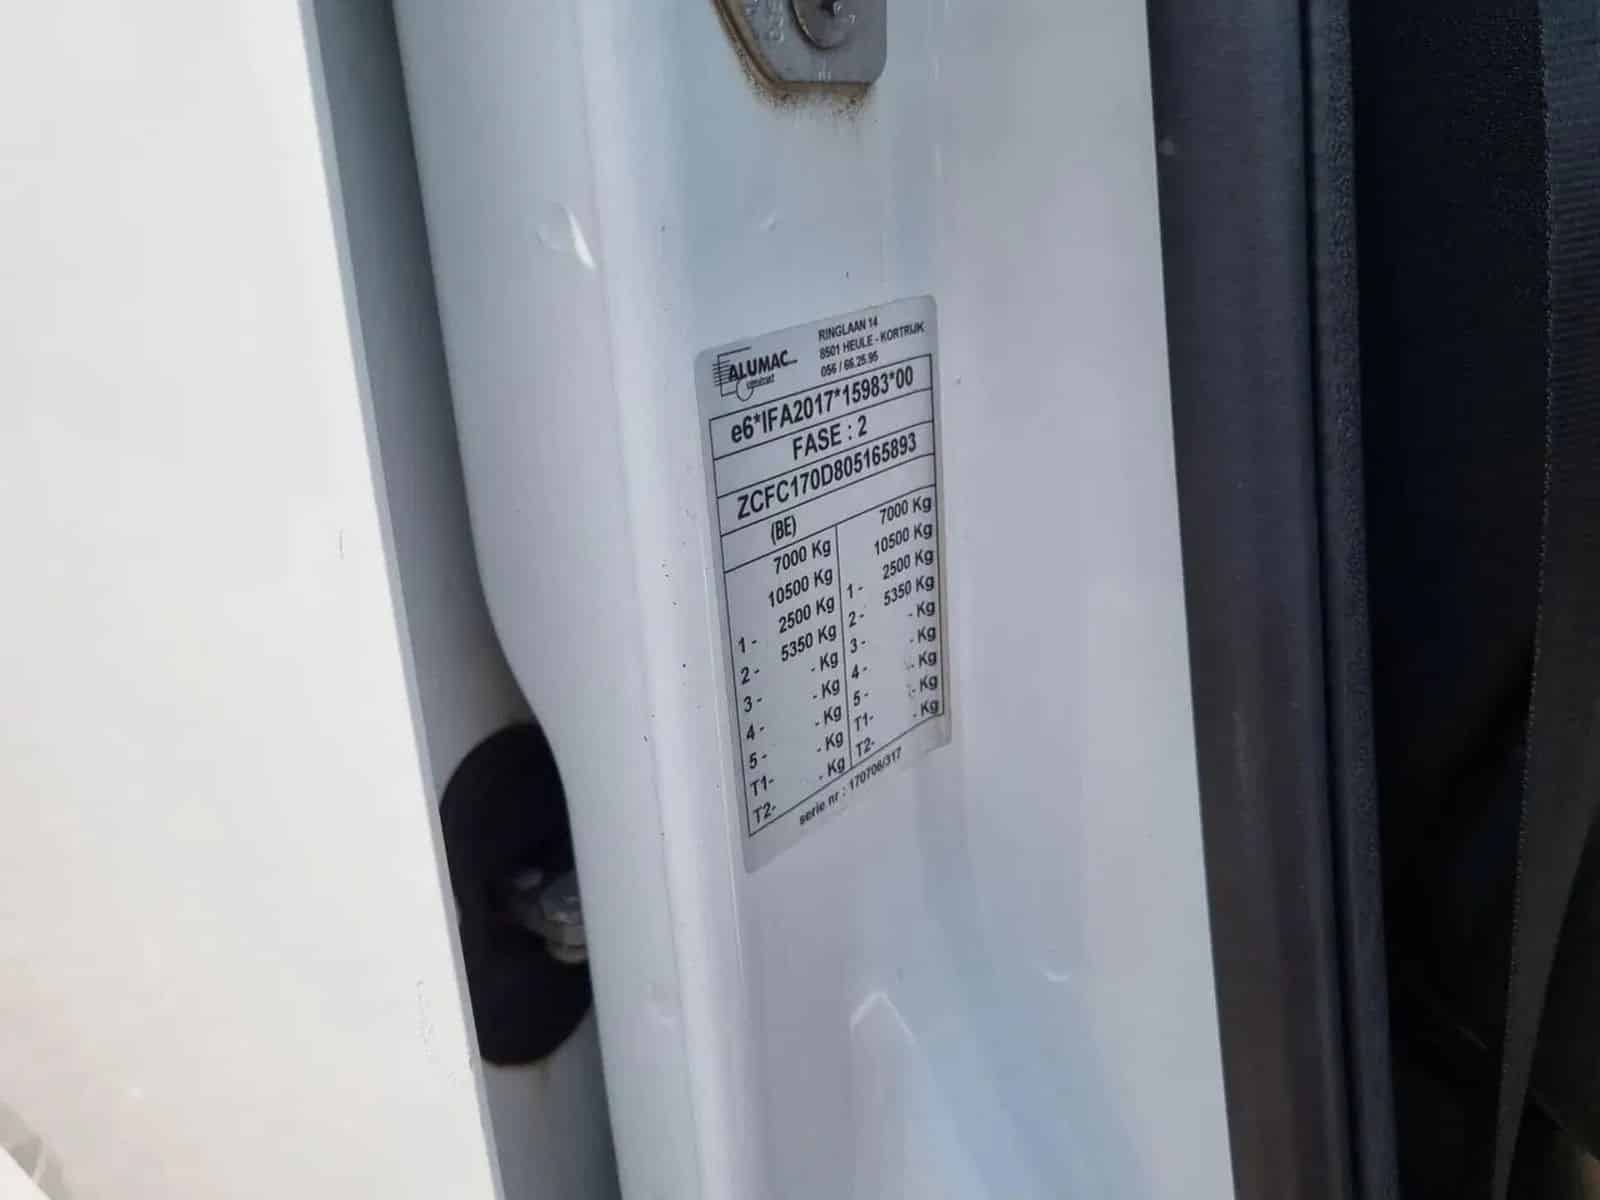 ALUMAC
RINGLAAN 14
8501 HEULE - KORTRIJK
056 / 66.25.95
e6*IFA2017*15983*00
FASE : 2
ZCFC170D805165893
(BE)
7000 Kg
10500 Kg
1 - 2500 Kg
2 - 5350 Kg
3 - - Kg
4 - - Kg
5 - - Kg
T1- - Kg
T2- - Kg
7000 Kg
10500 Kg
1 - 2500 Kg
2 - 5350 Kg
3 - - Kg
4 - - Kg
5 - - Kg
T1- - Kg
T2- - Kg
serie nr : 170706/317